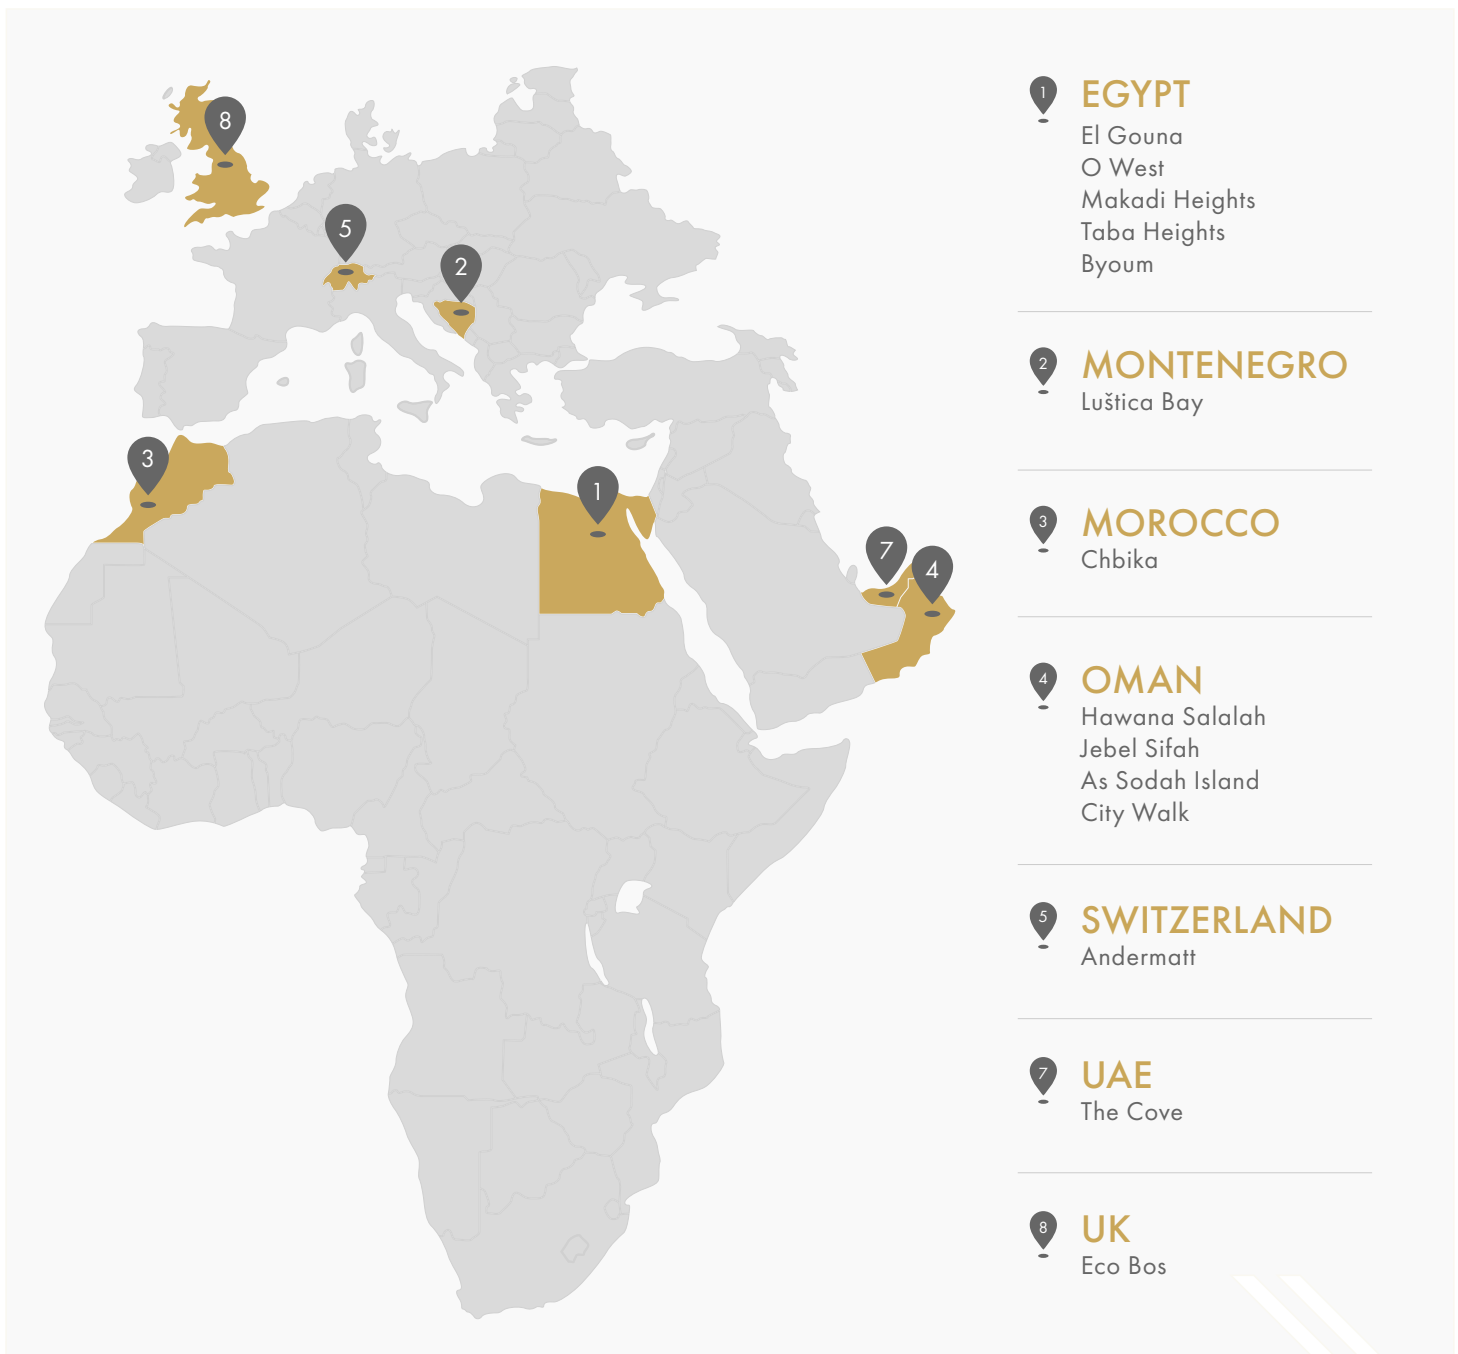 8
5
2
3
1
7
4
1 EGYPT
El Gouna
O West
Makadi Heights
Taba Heights
Byoum
2 MONTENEGRO
Luštica Bay
3 MOROCCO
Chbika
4 OMAN
Hawana Salalah
Jebel Sifah
As Sodah Island
City Walk
5 SWITZERLAND
Andermatt
7 UAE
The Cove
8 UK
Eco Bos